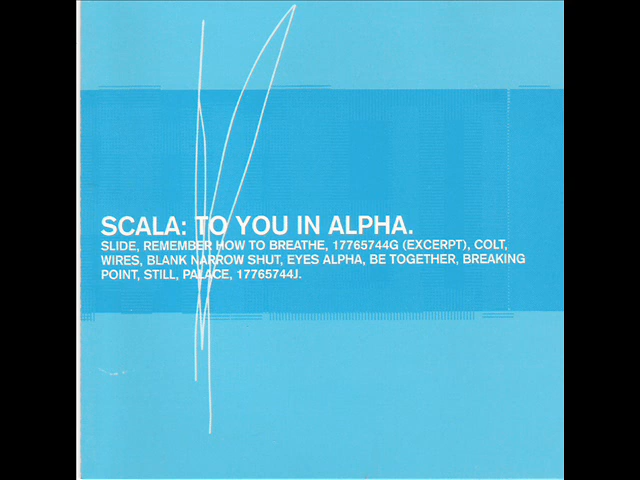 SCALA: TO YOU IN ALPHA.
SLIDE, REMEMBER HOW TO BREATHE, 17765744G (EXCERPT), COLT,
WIRES, BLANK NARROW SHUT, EYES ALPHA, BE TOGETHER, BREAKING
POINT, STILL, PALACE, 17765744J.